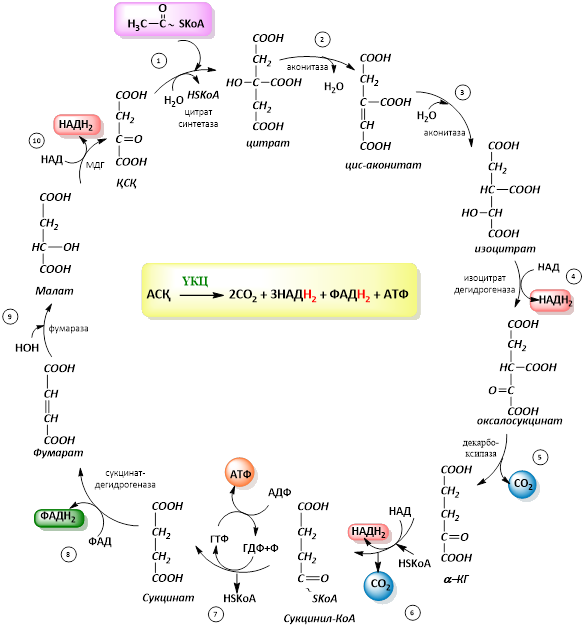 O
H₃C—C~ SKoA
1
H₂O
HSKoA
цитрат
синтетаза
COOH
CH₂
HO—C—COOH
CH₂
COOH
цитрат
2
аконитаза
H₂O
COOH
CH₂
C—COOH
CH
COOH
цис-аконитат
3
H₂O
аконитаза
COOH
CH₂
HC—COOH
HO—CH
COOH
изоцитрат
изоцитрат
дегидрогеназа
НАД
4
НАДН₂
COOH
CH₂
HC—COOH
O=C
COOH
оксалосукцинат
декарбо-
ксилаза
5
CO₂
COOH
CH₂
CH₂
C=O
COOH
α–КГ
НАД
НАДН₂
HSKoA
CO₂
6
COOH
CH₂
CH₂
C=O
SKoA
Сукцинил-КоА
АТФ
АДФ
ГТФ
ГДФ+Ф
HSKoA
7
COOH
CH₂
CH₂
COOH
Сукцинат
сукцинат-
дегидрогеназа
ФАДН₂
ФАД
8
COOH
CH
CH
COOH
Фумарат
9
фумараза
НОН
COOH
CH₂
CH—OH
COOH
Малат
10
НАДН₂
НАД
МДГ
COOH
CH₂
C=O
COOH
ҚСҚ
ҮКЦ
АСҚ → 2CO₂ + 3НАДН₂ + ФАДН₂ + АТФ